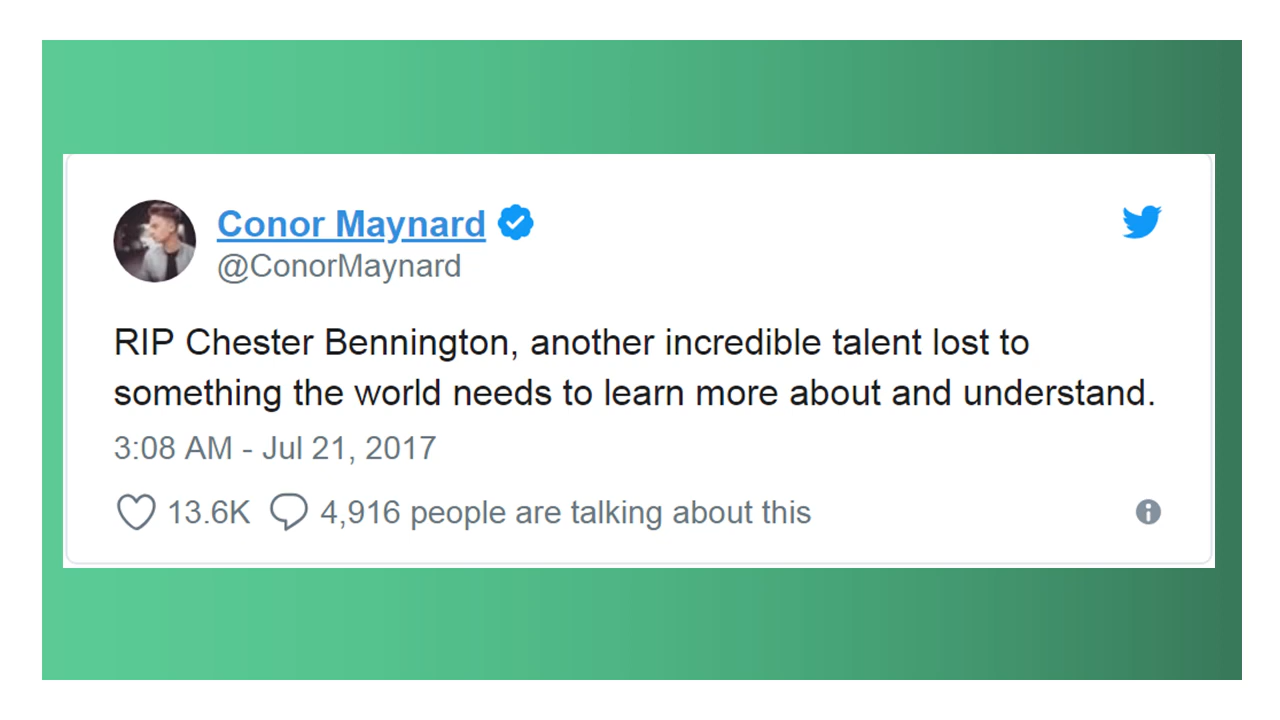 Conor Maynard
@ConorMaynard
RIP Chester Bennington, another incredible talent lost to
something the world needs to learn more about and understand.
3:08 AM - Jul 21, 2017
13.6K 4,916 people are talking about this